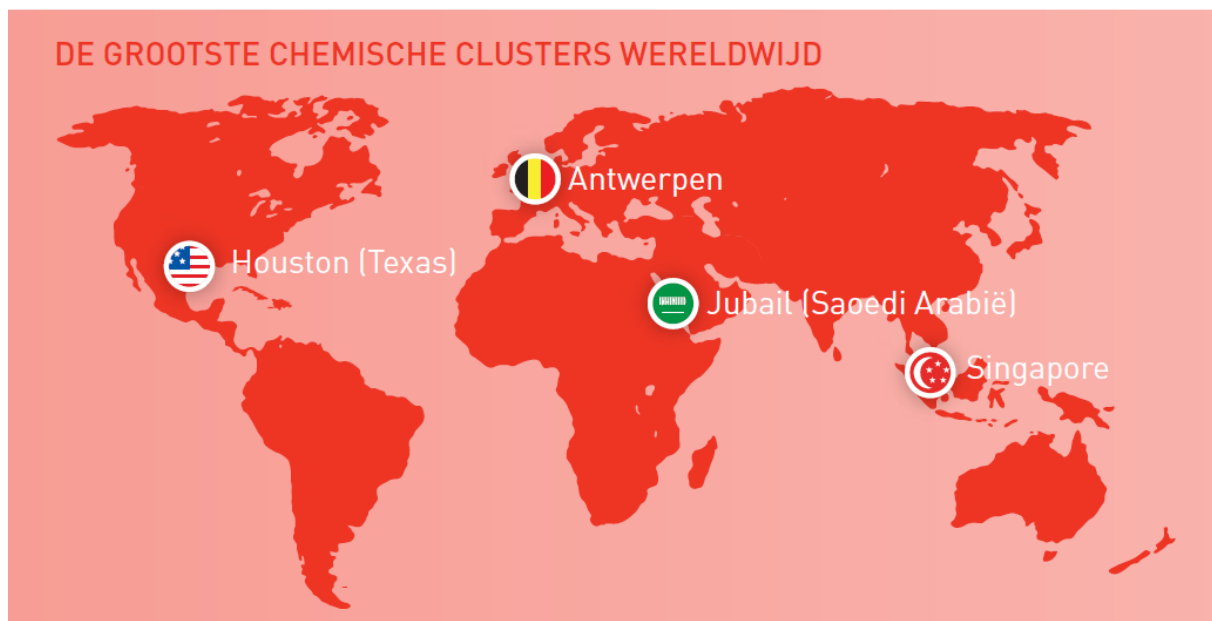 DE GROOTSTE CHEMISCHE CLUSTERS WERELDWIJD
Antwerpen
Houston (Texas)
Jubail (Saoedi Arabië)
Singapore